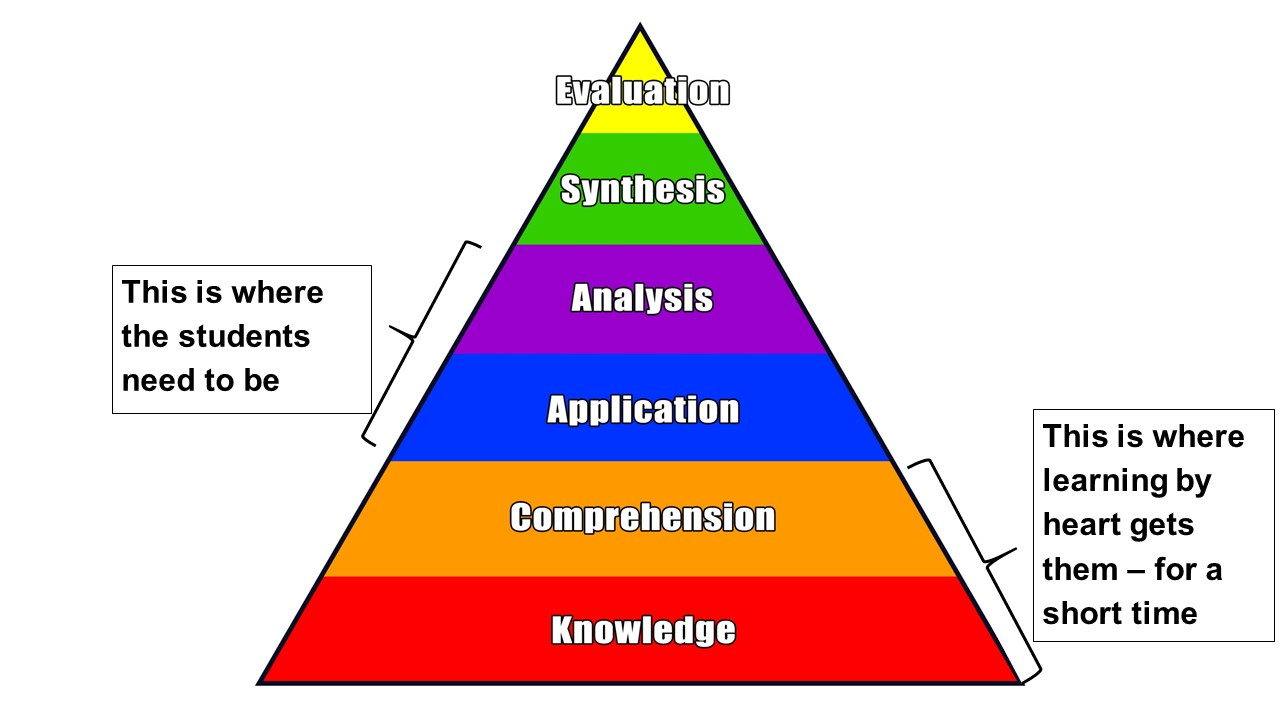 Evaluation
Synthesis
Analysis
This is where
the students
need to be
Application
Comprehension
This is where
learning by
heart gets
them – for a
short time
Knowledge